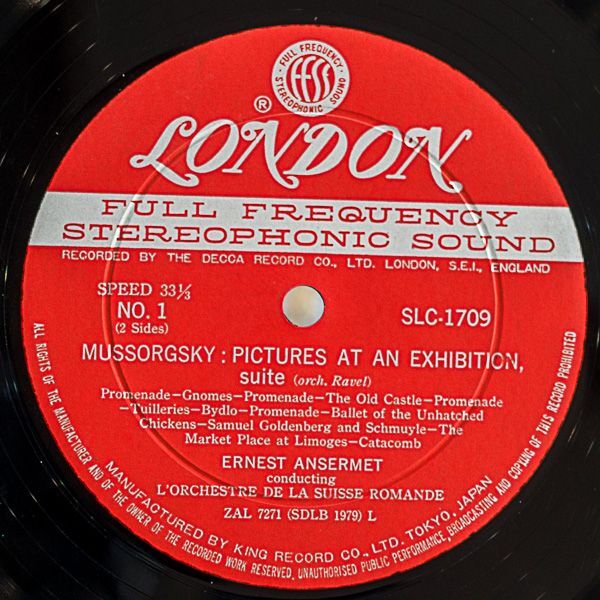 FULL FREQUENCY
ffss
STEREOPHONIC SOUND
®
LONDON
FULL FREQUENCY
STEREOPHONIC SOUND
RECORDED BY THE DECCA RECORD CO., LTD. LONDON, S.E.I., ENGLAND
SPEED 33⅓
NO. 1
(2 Sides)
SLC-1709
MUSSORGSKY : PICTURES AT AN EXHIBITION,
suite (orch. Ravel)
Promenade—Gnomes—Promenade—The Old Castle—Promenade
—Tuilleries—Bydlo—Promenade—Ballet of the Unhatched
Chickens—Samuel Goldenberg and Schmuyle—The
Market Place at Limoges—Catacomb
ERNEST ANSERMET
conducting
L'ORCHESTRE DE LA SUISSE ROMANDE
ZAL 7271 (SDLB 1979) L
MANUFACTURED BY KING RECORD CO., LTD. TOKYO, JAPAN
ALL RIGHTS OF THE MANUFACTURER AND OF THE OWNER OF THE RECORDED WORK RESERVED. UNAUTHORISED PUBLIC PERFORMANCE, BROADCASTING AND COPYING OF THIS RECORD PROHIBITED